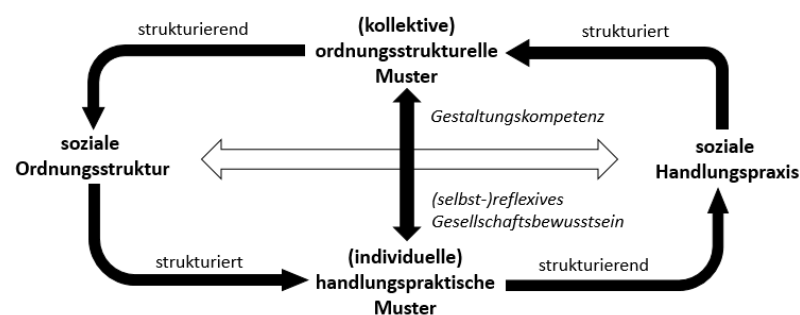 strukturierend
(kollektive)
ordnungsstrukturelle
Muster
strukturiert
Gestaltungskompetenz
soziale
Ordnungsstruktur
soziale
Handlungspraxis
(selbst-)reflexives
Gesellschaftsbewusstsein
strukturiert
(individuelle)
handlungspraktische
Muster
strukturierend